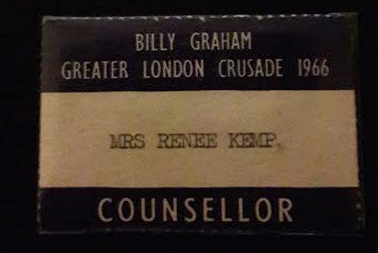 BILLY GRAHAM
GREATER LONDON CRUSADE 1966
MRS RENEE KEMP.
COUNSELLOR